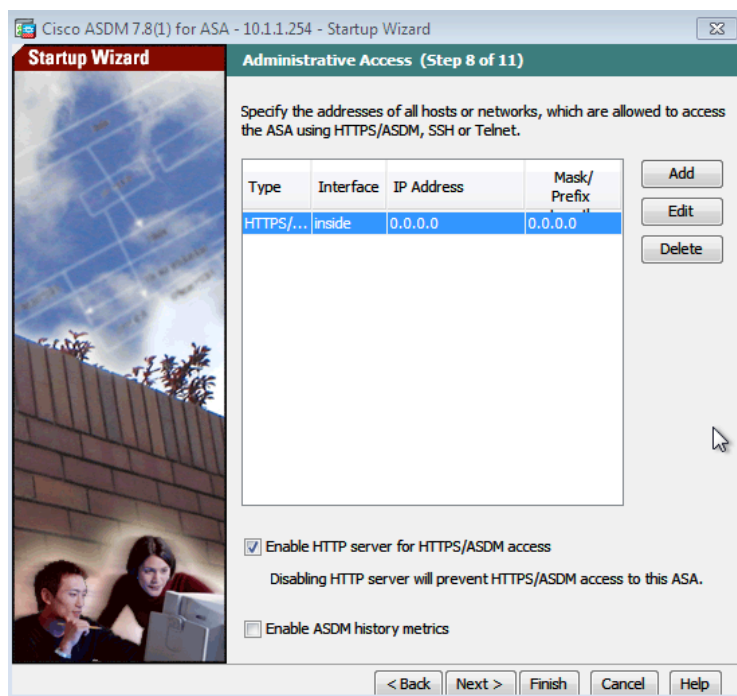 Cisco ASDM 7.8(1) for ASA - 10.1.1.254 - Startup Wizard
Startup Wizard
Administrative Access (Step 8 of 11)
Specify the addresses of all hosts or networks, which are allowed to access
the ASA using HTTPS/ASDM, SSH or Telnet.
Type Interface IP Address Mask/
Prefix
HTTPS/... inside 0.0.0.0 0.0.0.0
Add
Edit
Delete
Enable HTTP server for HTTPS/ASDM access
Disabling HTTP server will prevent HTTPS/ASDM access to this ASA.
Enable ASDM history metrics
< Back Next > Finish Cancel Help